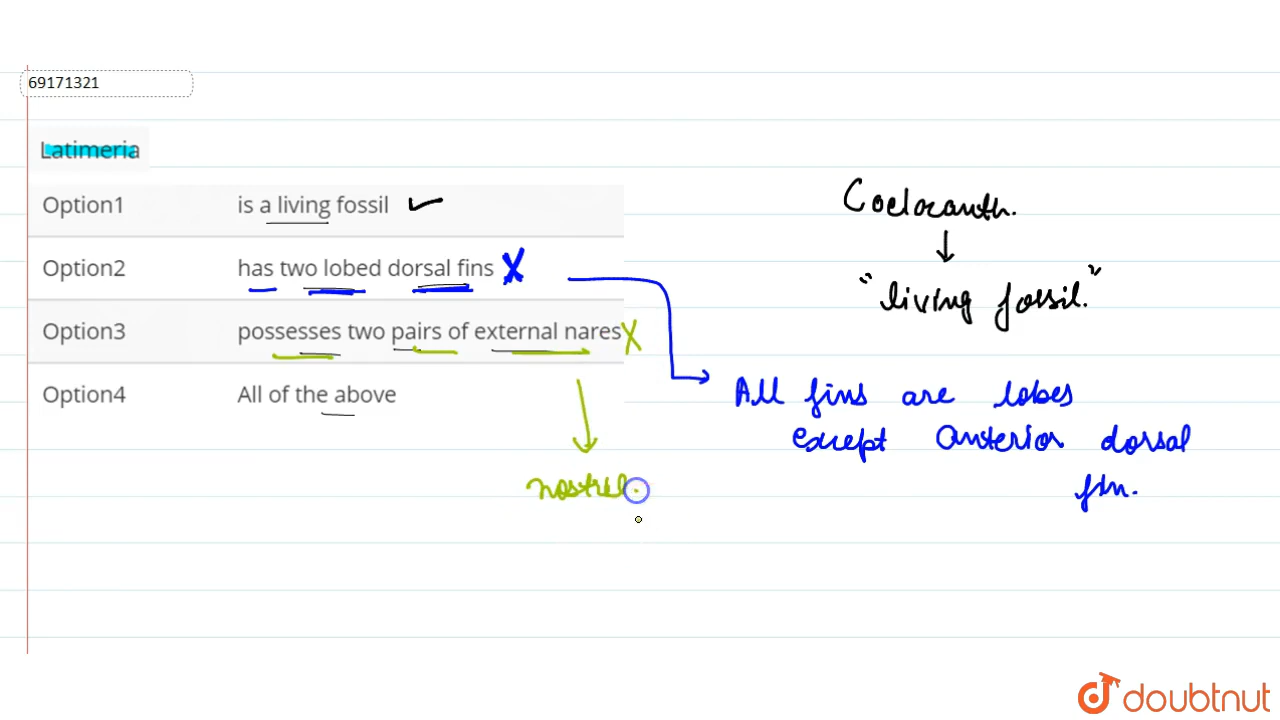 69171321
Latimeria
Option1 is a living fossil
Option2 has two lobed dorsal fins X
Option3 possesses two pairs of external nares X
Option4 All of the above
Coelocanth.
"living fossil."
All fins are lobes
except anterior dorsal
fin.
nostril.
doubtnut